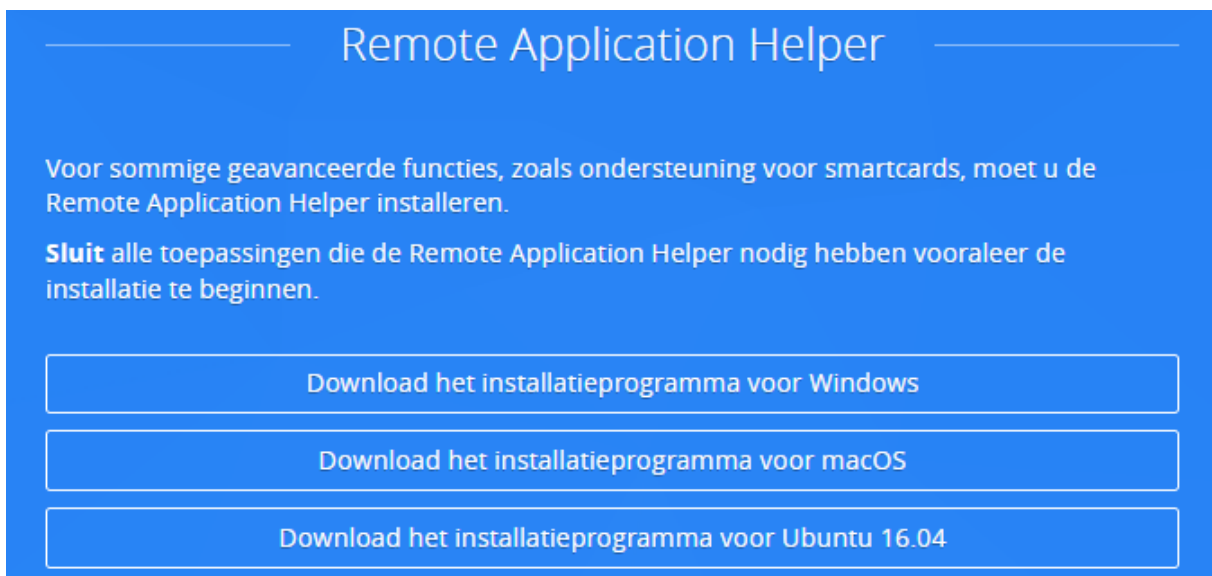 Remote Application Helper
Voor sommige geavanceerde functies, zoals ondersteuning voor smartcards, moet u de
Remote Application Helper installeren.
Sluit alle toepassingen die de Remote Application Helper nodig hebben vooraleer de
installatie te beginnen.
Download het installatieprogramma voor Windows
Download het installatieprogramma voor macOS
Download het installatieprogramma voor Ubuntu 16.04